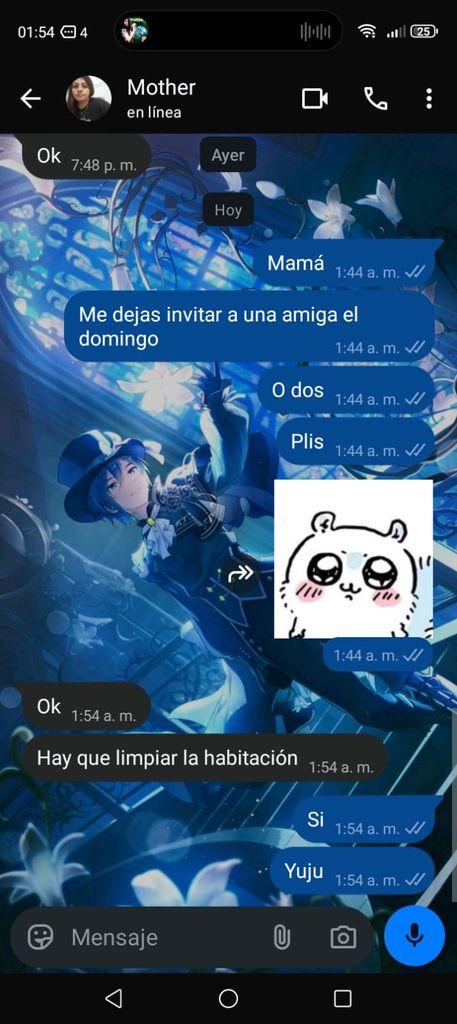 01:54 4 25
Mother
en línea
Ok 7:48 p. m.
Ayer
Hoy
Mamá 1:44 a. m.
Me dejas invitar a una amiga el
domingo 1:44 a. m.
O dos 1:44 a. m.
Plis 1:44 a. m.
1:44 a. m.
Ok 1:54 a. m.
Hay que limpiar la habitación 1:54 a. m.
Si 1:54 a. m.
Yuju 1:54 a. m.
Mensaje